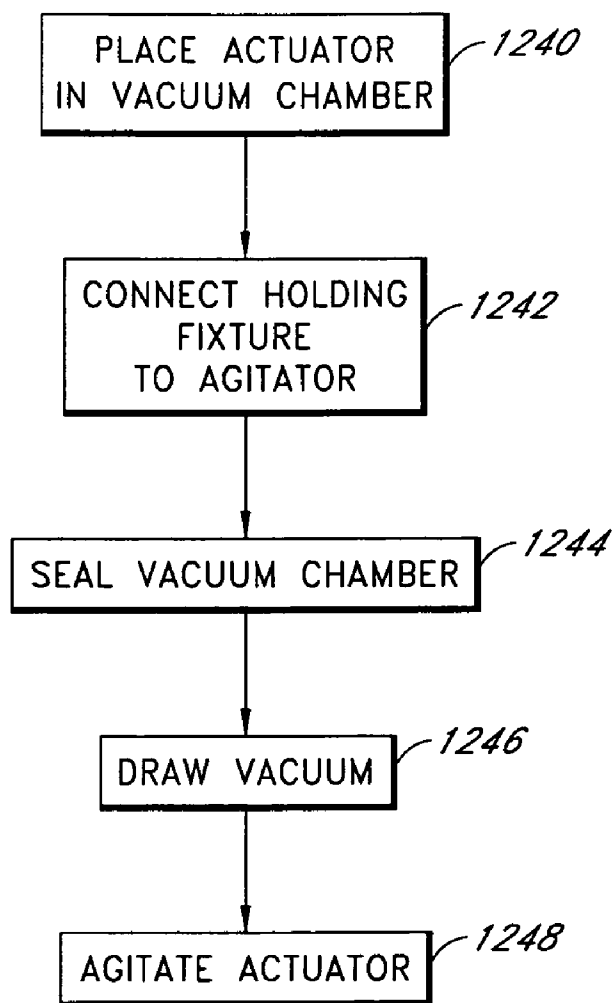 PLACE ACTUATOR
IN VACUUM CHAMBER
1240
CONNECT HOLDING
FIXTURE
TO AGITATOR
1242
SEAL VACUUM CHAMBER
1244
DRAW VACUUM
1246
AGITATE ACTUATOR
1248